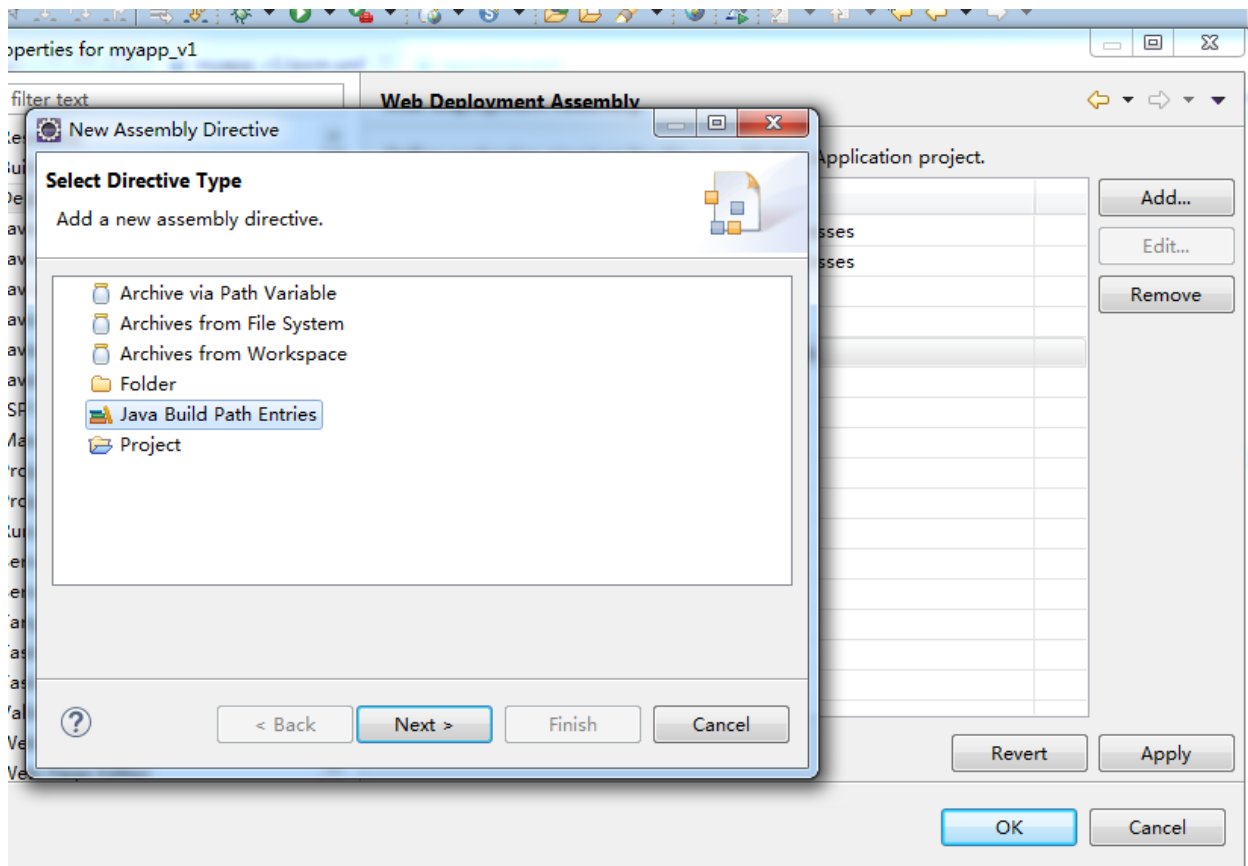 operties for myapp_v1
filter text
Web Deployment Assembly
New Assembly Directive
Select Directive Type
Add a new assembly directive.
Application project.
Add...
sses
Edit...
sses
Remove
Archive via Path Variable
Archives from File System
Archives from Workspace
Folder
Java Build Path Entries
Project
< Back
Next >
Finish
Cancel
Revert
Apply
OK
Cancel